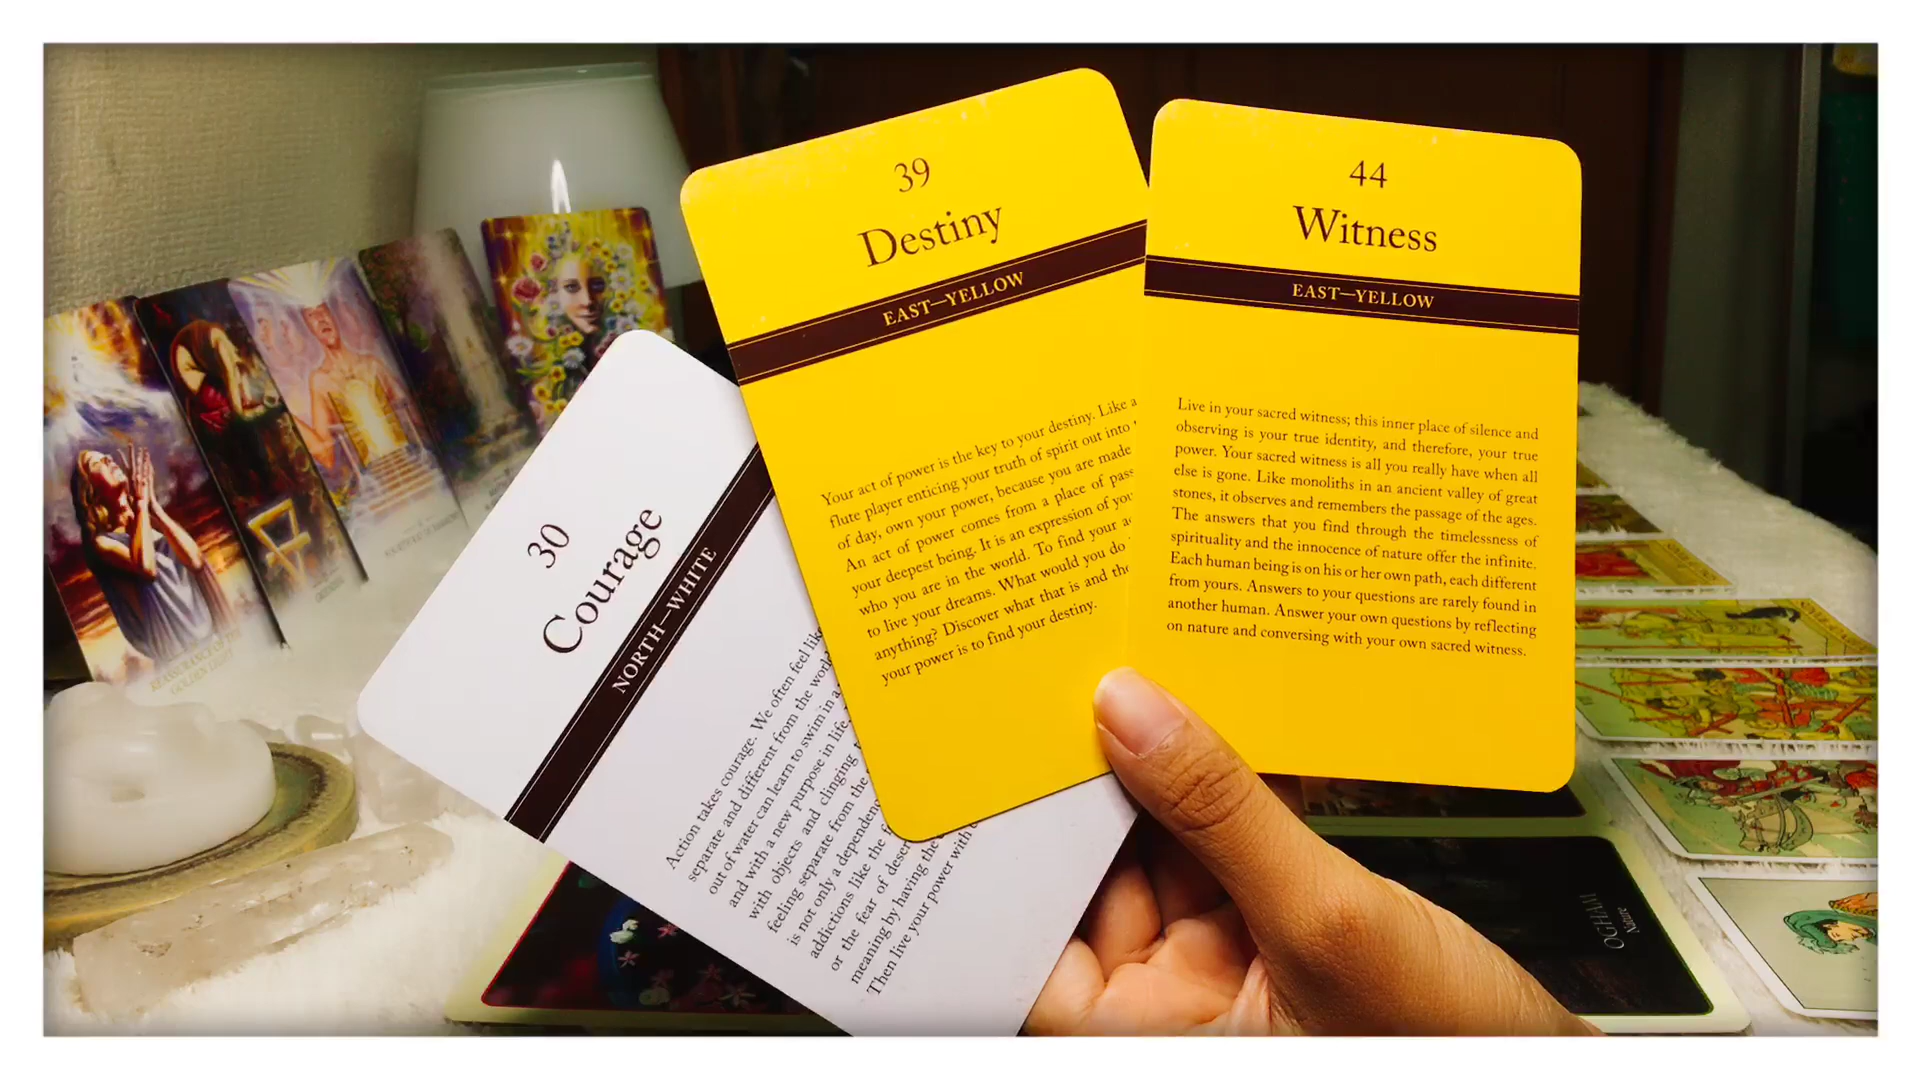 30
Courage
NORTH—WHITE
Action takes courage. We often feel like
separate and different from the world
out of water can learn to swim in a
and with a new purpose in life.
with objects and clinging
feeling separate from the
is not only a dependenc
addictions like the f
or the fear of deser
meaning by having the
Then live your power with
39
Destiny
EAST—YELLOW
Your act of power is the key to your destiny. Like a
flute player enticing your truth of spirit out into
of day, own your power, because you are made
An act of power comes from a place of pass
your deepest being. It is an expression of you
who you are in the world. To find your a
to live your dreams. What would you do
anything? Discover what that is and the
your power is to find your destiny.
44
Witness
EAST—YELLOW
Live in your sacred witness; this inner place of silence and
observing is your true identity, and therefore, your true
power. Your sacred witness is all you really have when all
else is gone. Like monoliths in an ancient valley of great
stones, it observes and remembers the passage of the ages.
The answers that you find through the timelessness of
spirituality and the innocence of nature offer the infinite.
Each human being is on his or her own path, each different
from yours. Answers to your questions are rarely found in
another human. Answer your own questions by reflecting
on nature and conversing with your own sacred witness.
REASSURANCE OF THE
GOLDEN LIGHT
OGHAM
Nature